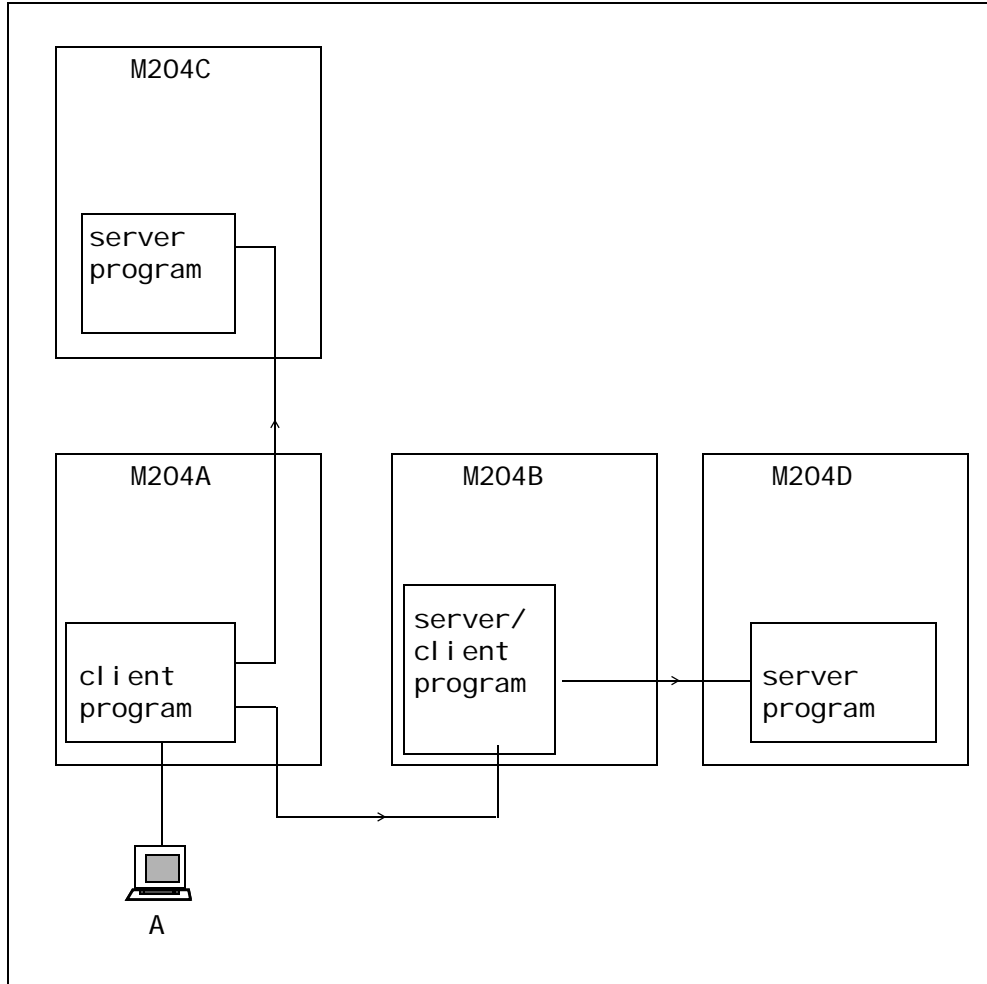 M204C
server
program
M204A
client
program
M204B
server/
client
program
M204D
server
program
A